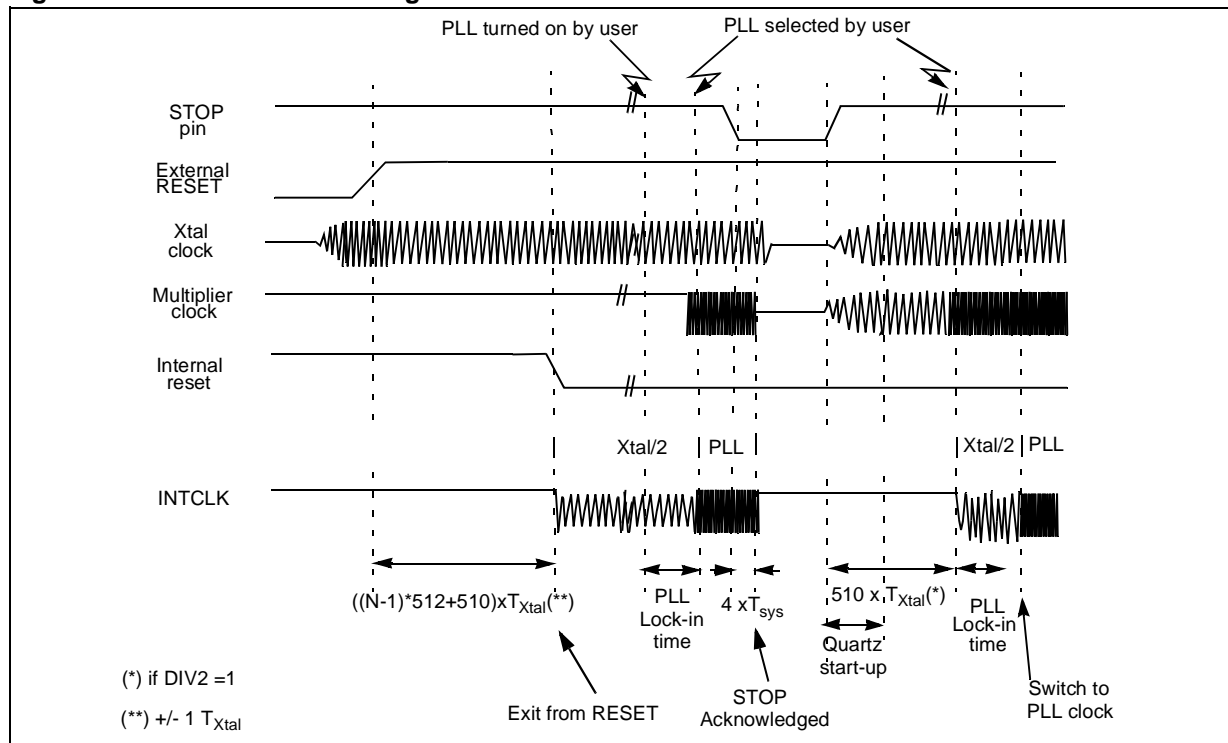 PLL turned on by user
PLL selected by user
STOP
pin
External
RESET
Xtal
clock
Multiplier
clock
Internal
reset
Xtal/2
PLL
Xtal/2
PLL
INTCLK
((N-1)*512+510)xTXtal(**)
PLL
Lock-in
time
4 xTsys
510 x TXtal(*)
Quartz
start-up
PLL
Lock-in
time
(*) if DIV2 =1
(**) +/- 1 TXtal
Exit from RESET
STOP
Acknowledged
Switch to
PLL clock